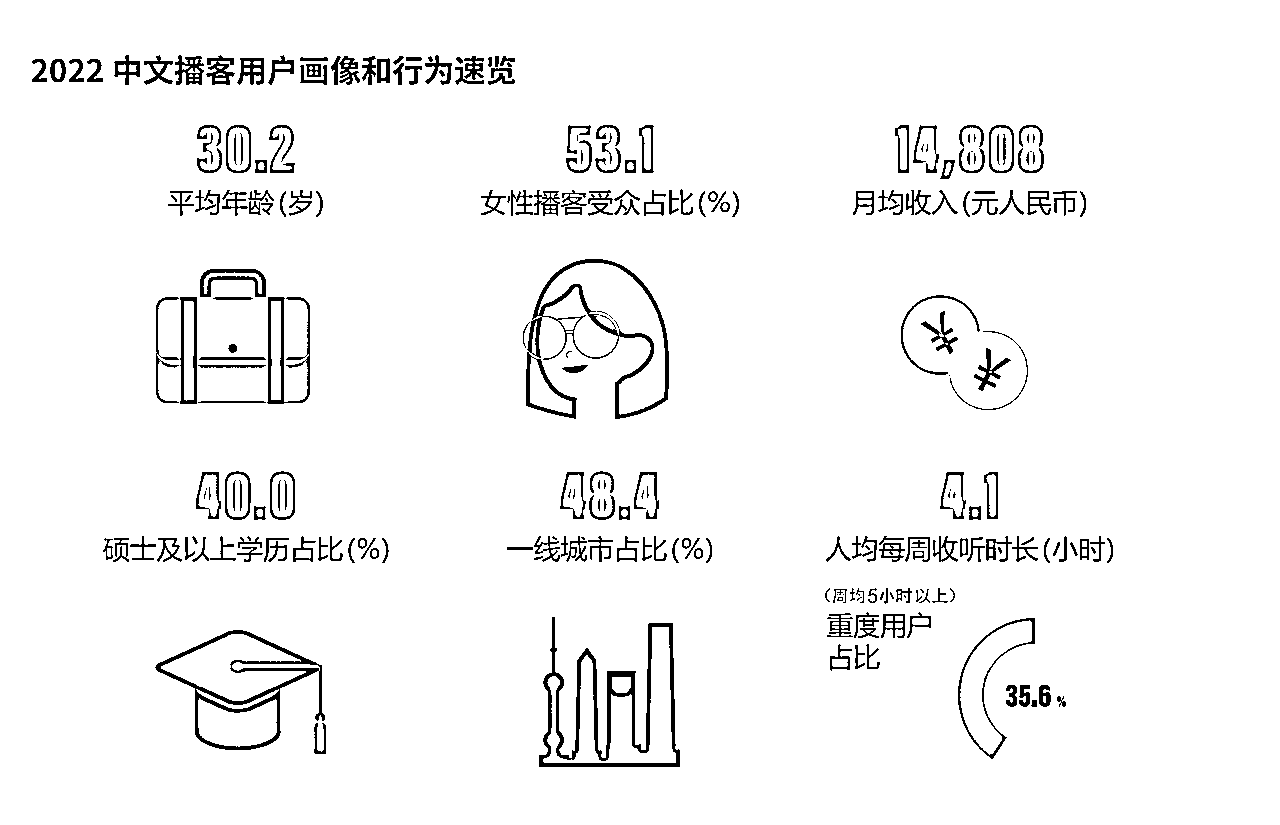 2022 中文播客用户画像和行为速览
30.2
平均年龄(岁)
53.1
女性播客受众占比(%)
14,808
月均收入(元人民币)
¥
¥
40.0
硕士及以上学历占比(%)
48.4
一线城市占比(%)
4.1
人均每周收听时长(小时)
(周均5小时以上)
重度用户
占比
35.6 %